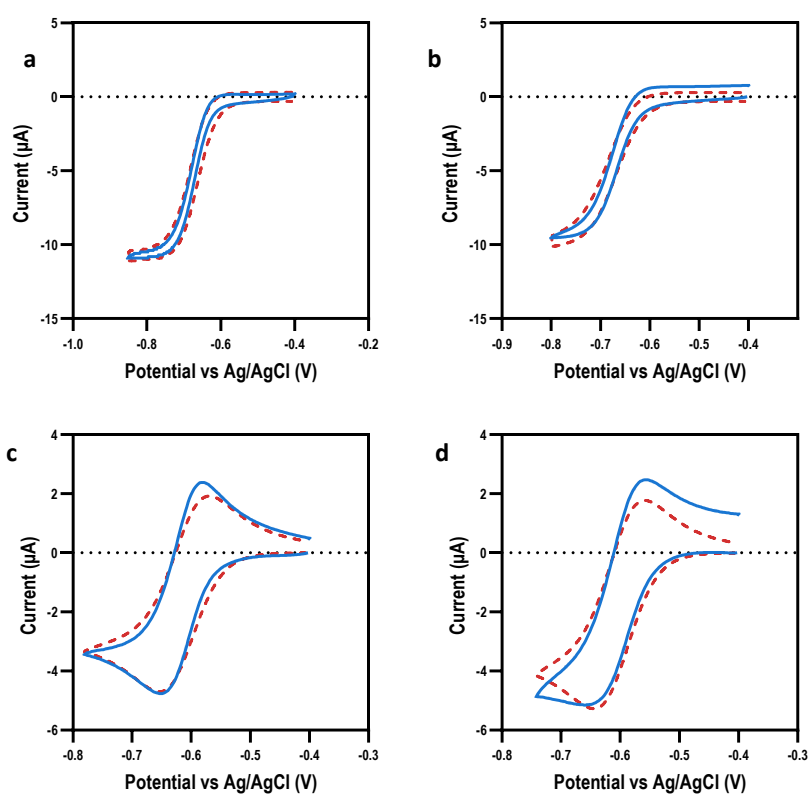 a
5
0
-5
-10
-15
Current (µA)
-1.0 -0.8 -0.6 -0.4 -0.2
Potential vs Ag/AgCl (V)
b
5
0
-5
-10
-15
Current (µA)
-0.9 -0.8 -0.7 -0.6 -0.5 -0.4
Potential vs Ag/AgCl (V)
c
4
2
0
-2
-4
-6
Current (µA)
-0.8 -0.7 -0.6 -0.5 -0.4 -0.3
Potential vs Ag/AgCl (V)
d
4
2
0
-2
-4
-6
Current (µA)
-0.8 -0.7 -0.6 -0.5 -0.4 -0.3
Potential vs Ag/AgCl (V)